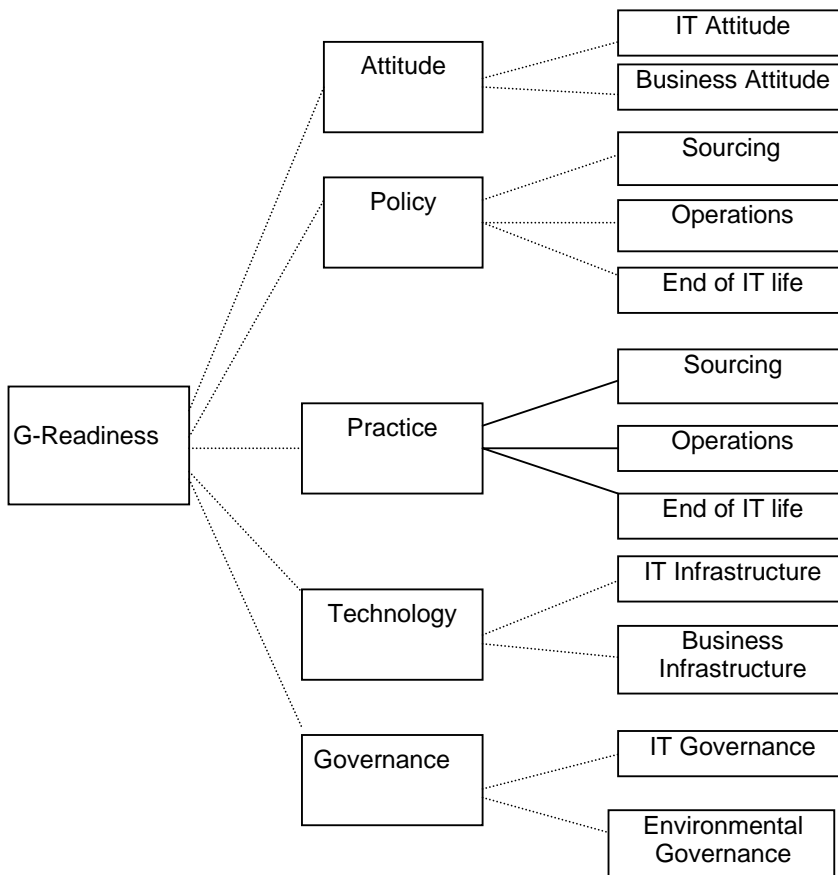 G-Readiness
Attitude
IT Attitude
Business Attitude
Policy
Sourcing
Operations
End of IT life
Practice
Sourcing
Operations
End of IT life
Technology
IT Infrastructure
Business
Infrastructure
Governance
IT Governance
Environmental
Governance